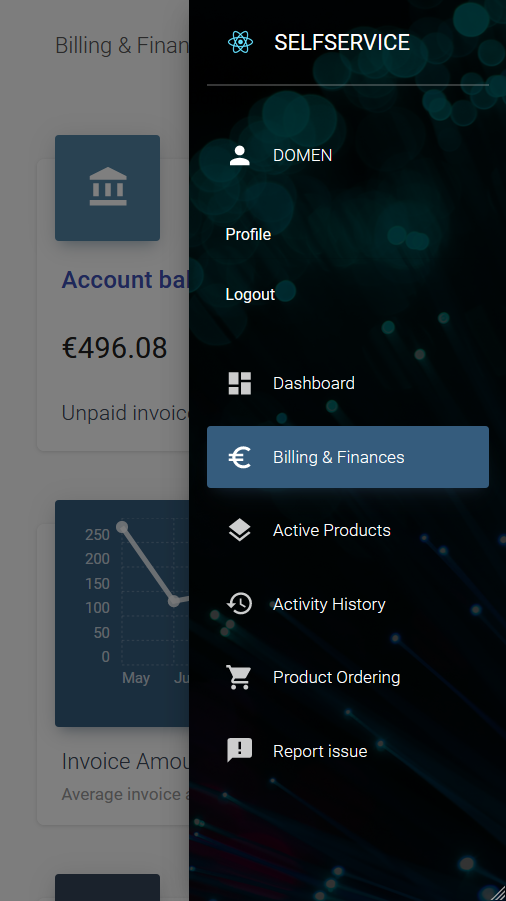 Billing & Finan
SELFSERVICE
DOMEN
Profile
Logout
Account bal
€496.08
Unpaid invoic
Dashboard
Billing & Finances
Active Products
Activity History
Product Ordering
Report issue
250
200
150
100
50
0
May Ju
Invoice Amou
Average invoice a